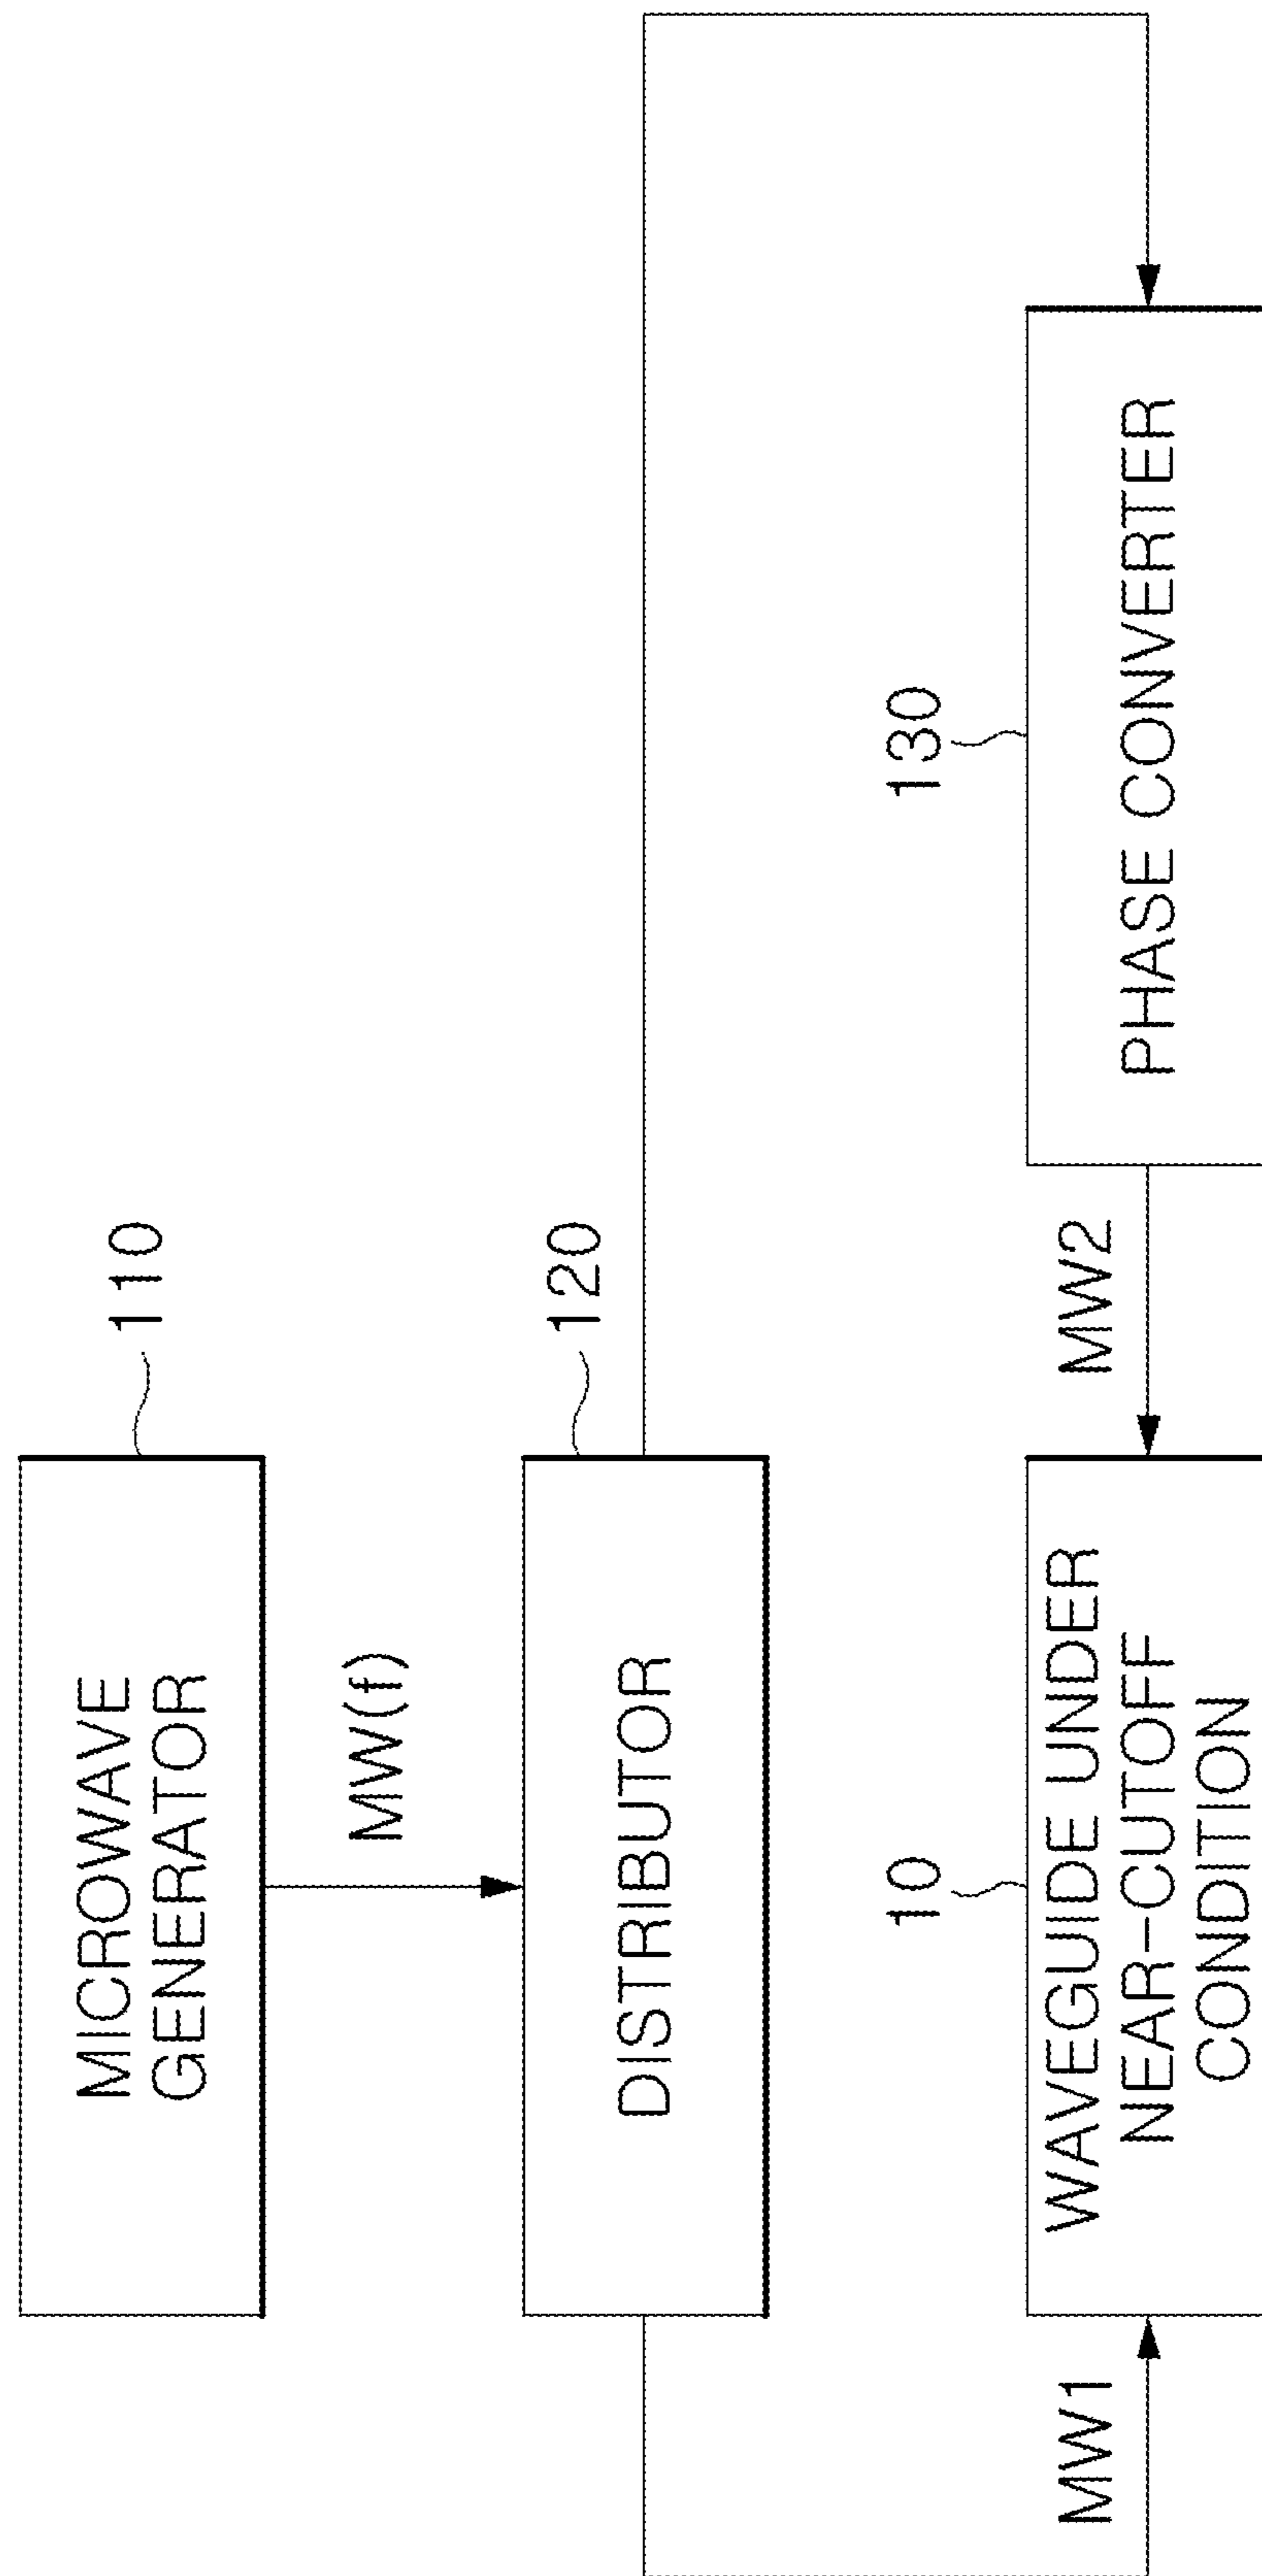 110
MICROWAVE
GENERATOR
MW(f)
120
DISTRIBUTOR
10
130
MW1
WAVEGUIDE UNDER
NEAR-CUTOFF
CONDITION
MW2
PHASE CONVERTER